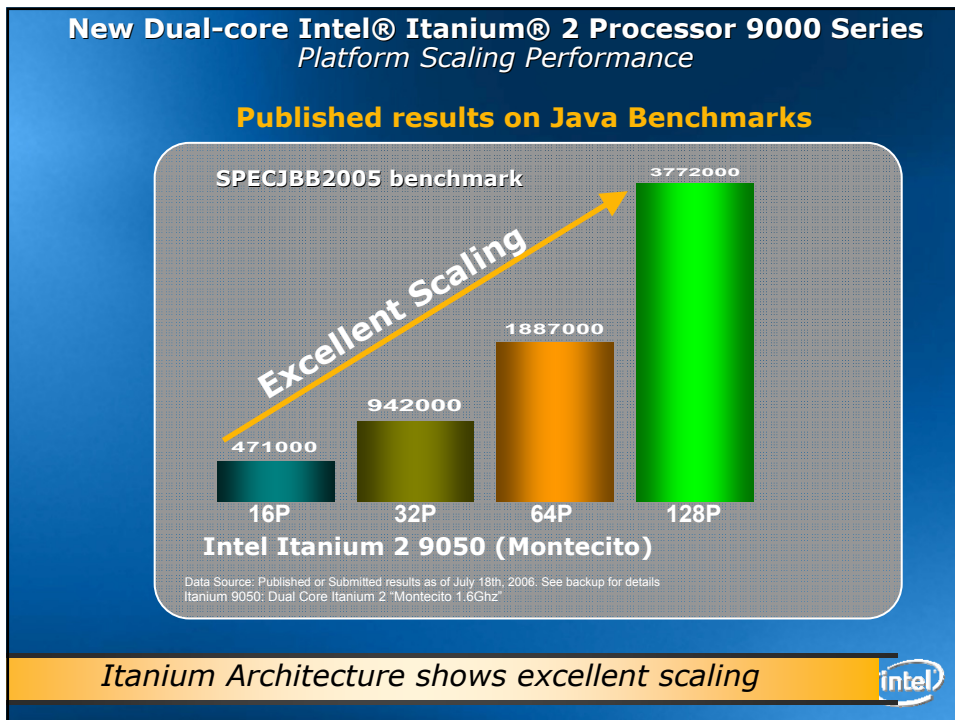 New Dual-core Intel® Itanium® 2 Processor 9000 Series
Platform Scaling Performance
Published results on Java Benchmarks
SPECJBB2005 benchmark
3772000
Excellent Scaling
1887000
942000
471000
16P 32P 64P 128P
Intel Itanium 2 9050 (Montecito)
Data Source: Published or Submitted results as of July 18th, 2006. See backup for details
Itanium 9050: Dual Core Itanium 2 “Montecito 1.6Ghz”
Itanium Architecture shows excellent scaling
intel